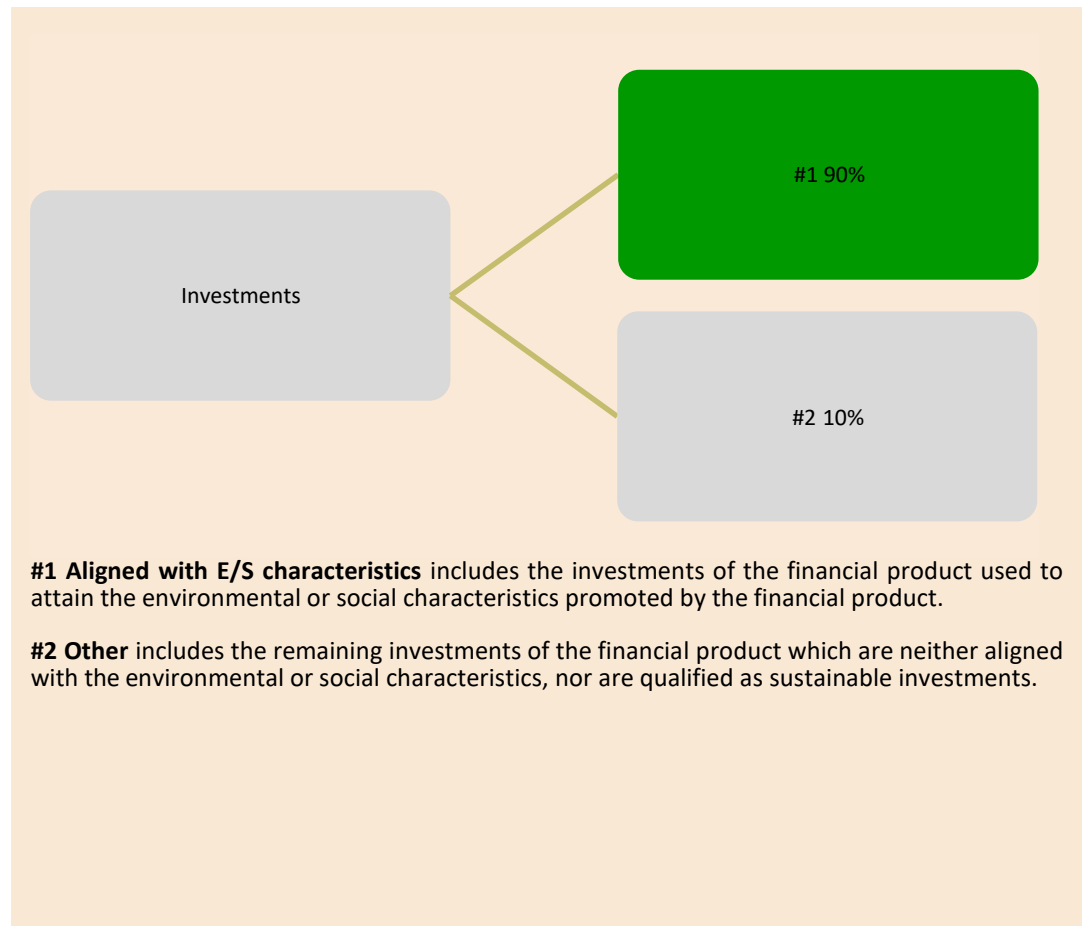 #1 90%
Investments
#2 10%
#1 Aligned with E/S characteristics includes the investments of the financial product used to
attain the environmental or social characteristics promoted by the financial product.
#2 Other includes the remaining investments of the financial product which are neither aligned
with the environmental or social characteristics, nor are qualified as sustainable investments.